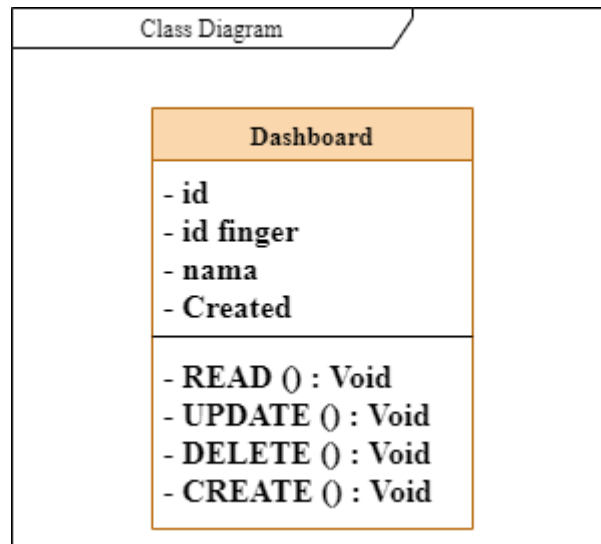 Class Diagram
Dashboard
- id
- id finger
- nama
- Created
- READ () : Void
- UPDATE () : Void
- DELETE () : Void
- CREATE () : Void